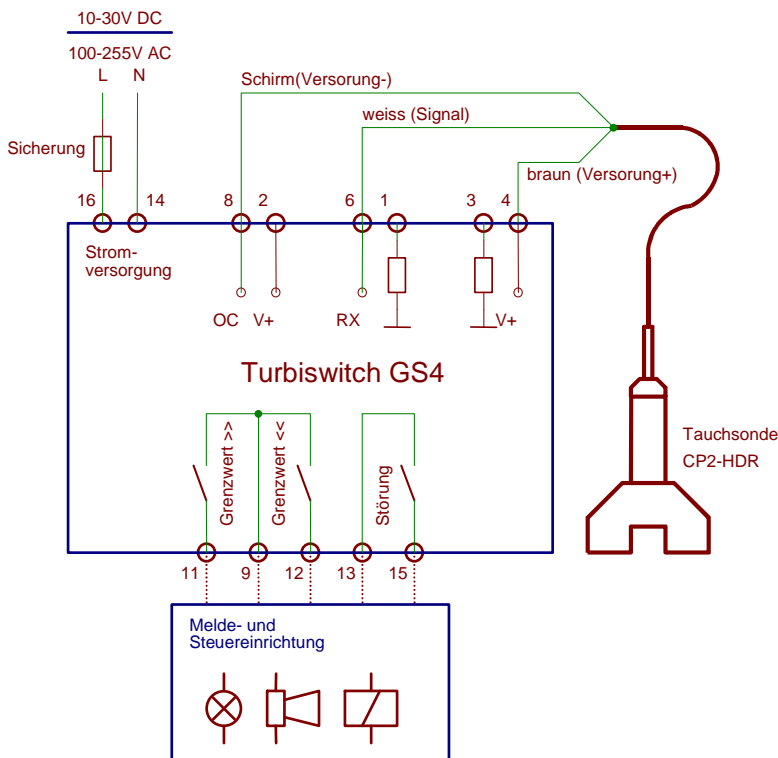 10-30V DC
100-255V AC
L N
Schirm(Versorung-)
weiss (Signal)
Sicherung
braun (Versorung+)
16 14 8 2 6 1 3 4
Strom-
versorgung
OC V+ RX V+
Turbiswitch GS4
Grenzwert >>
Grenzwert <<
Störung
Tauchsonde
CP2-HDR
11 9 12 13 15
Melde- und
Steuereinrichtung